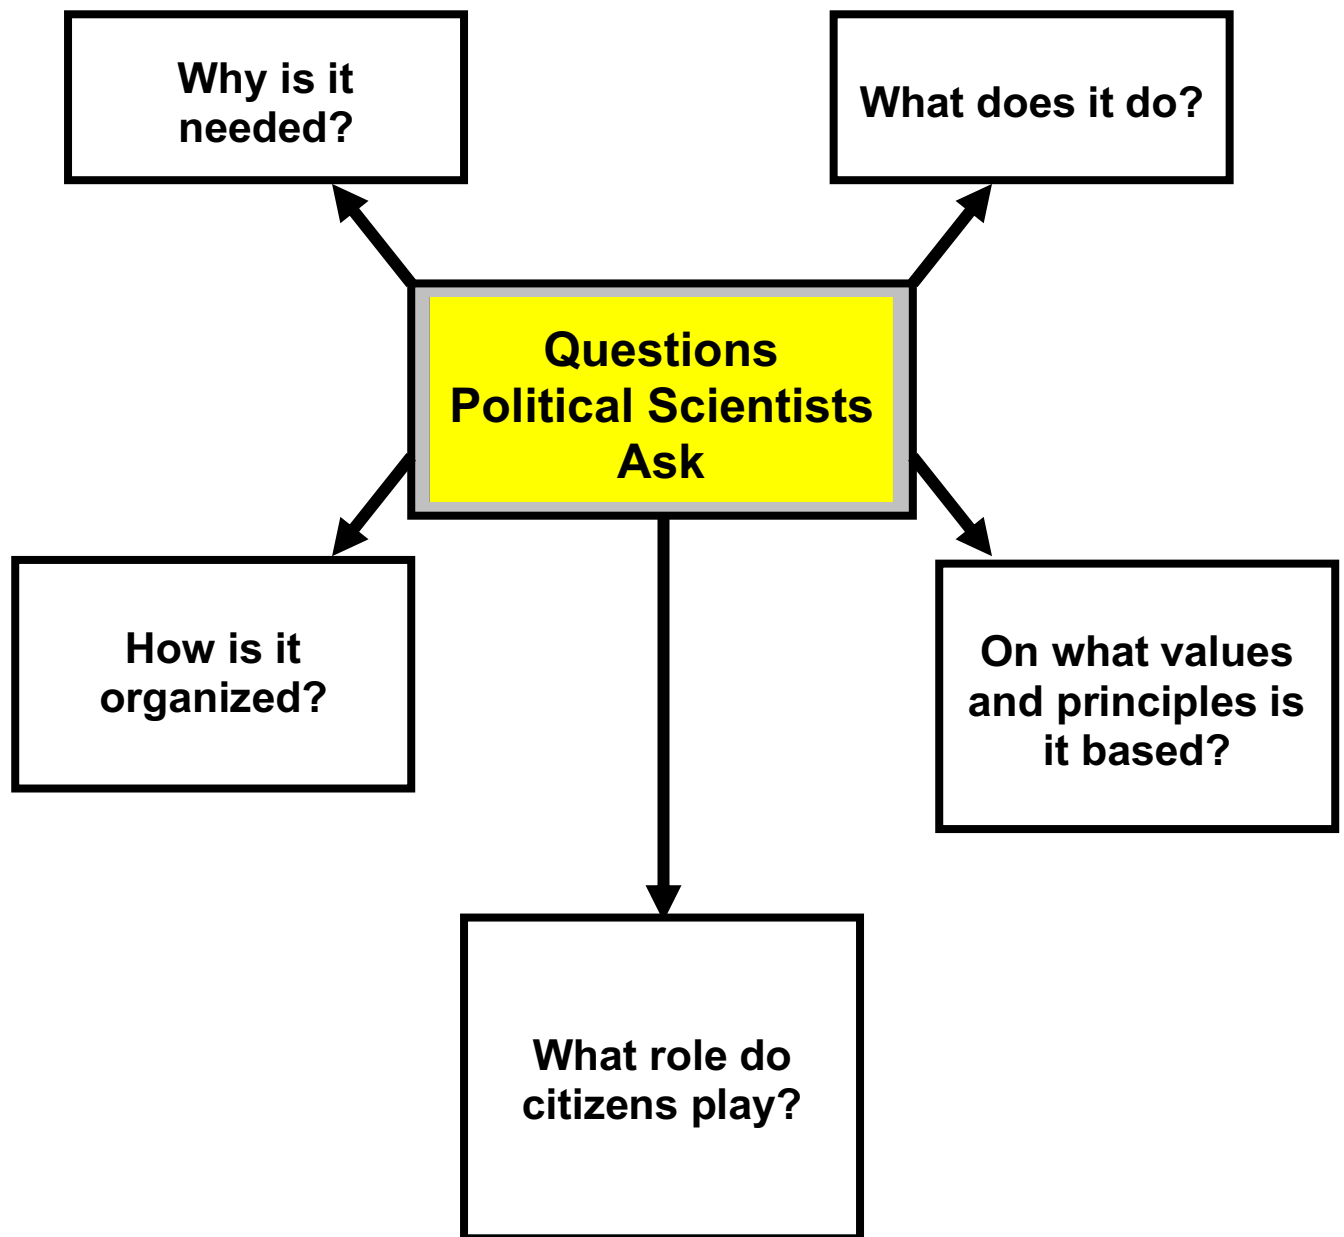 Why is it
needed?
What does it do?
Questions
Political Scientists
Ask
How is it
organized?
On what values
and principles is
it based?
What role do
citizens play?